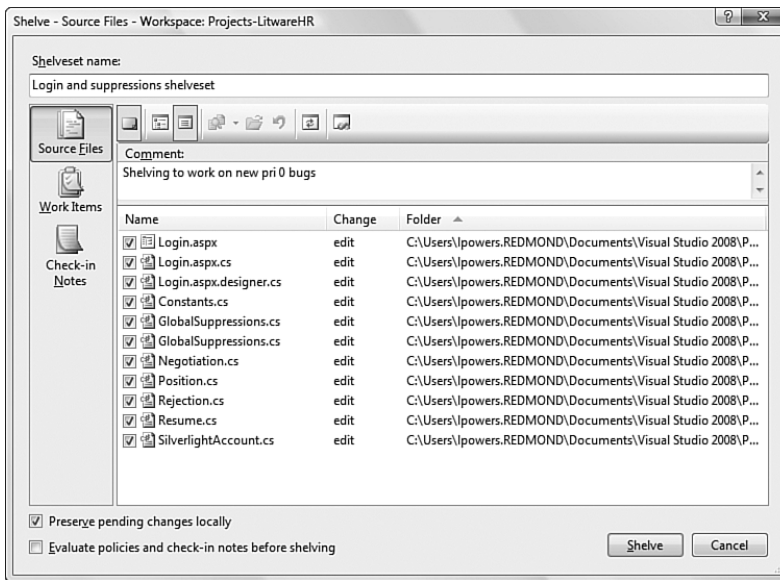 Shelve - Source Files - Workspace: Projects-LitwareHR
Shelveset name:
Login and suppressions shelveset
Source Files
Work Items
Check-in
Notes
Comment:
Shelving to work on new pri 0 bugs
Name Change Folder
Login.aspx edit C:\Users\lpowers.REDMOND\Documents\Visual Studio 2008\P...
Login.aspx.cs edit C:\Users\lpowers.REDMOND\Documents\Visual Studio 2008\P...
Login.aspx.designer.cs edit C:\Users\lpowers.REDMOND\Documents\Visual Studio 2008\P...
Constants.cs edit C:\Users\lpowers.REDMOND\Documents\Visual Studio 2008\P...
GlobalSuppressions.cs edit C:\Users\lpowers.REDMOND\Documents\Visual Studio 2008\P...
GlobalSuppressions.cs edit C:\Users\lpowers.REDMOND\Documents\Visual Studio 2008\P...
Negotiation.cs edit C:\Users\lpowers.REDMOND\Documents\Visual Studio 2008\P...
Position.cs edit C:\Users\lpowers.REDMOND\Documents\Visual Studio 2008\P...
Rejection.cs edit C:\Users\lpowers.REDMOND\Documents\Visual Studio 2008\P...
Resume.cs edit C:\Users\lpowers.REDMOND\Documents\Visual Studio 2008\P...
SilverlightAccount.cs edit C:\Users\lpowers.REDMOND\Documents\Visual Studio 2008\P...
Preserve pending changes locally
Evaluate policies and check-in notes before shelving
Shelve
Cancel